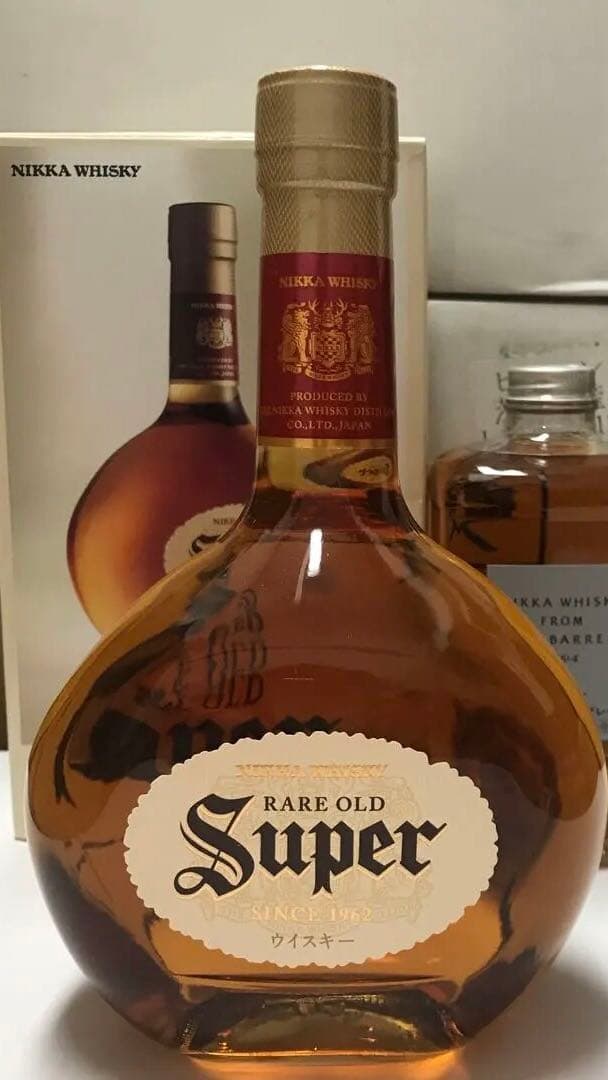 NIKKA WHISKY
NIKKA WHISKY
PRODUCED BY
NIKKA WHISKY
CO.,LTD.,JAPAN
NIKKA WHISKY
RARE OLD
Super
SINCE 1962
ウイスキー
FROM